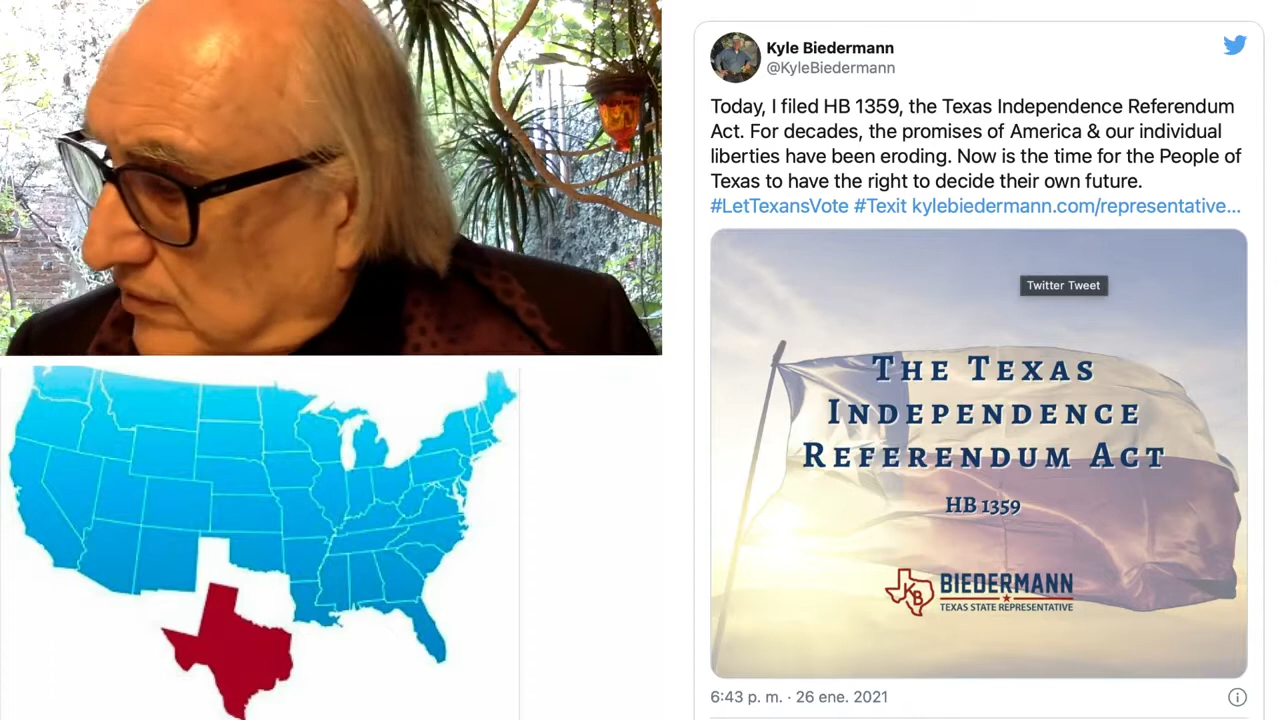 Kyle Biedermann
@KyleBiedermann
Today, I filed HB 1359, the Texas Independence Referendum
Act. For decades, the promises of America & our individual
liberties have been eroding. Now is the time for the People of
Texas to have the right to decide their own future.
#LetTexansVote #Texit kylebiedermann.com/representative...
Twitter Tweet
THE TEXAS
INDEPENDENCE
REFERENDUM ACT
HB 1359
KB
BIEDERMANN
TEXAS STATE REPRESENTATIVE
6:43 p. m. · 26 ene. 2021